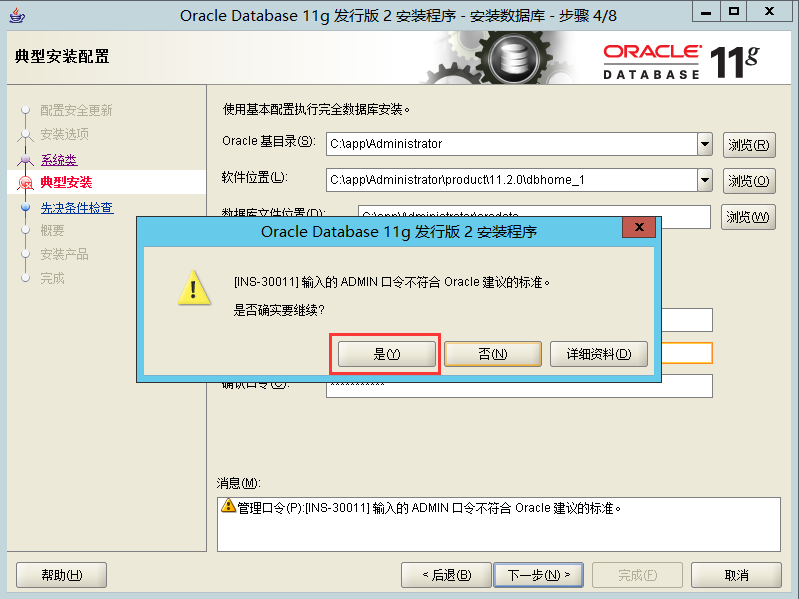 Oracle Database 11g 发行版 2 安装程序 - 安装数据库 - 步骤 4/8
典型安装配置
ORACLE
DATABASE 11g
配置安全更新
安装选项
系统类
典型安装
先决条件检查
概要
安装产品
完成
使用基本配置执行完全数据库安装。
Oracle 基目录(S): C:\app\Administrator 浏览(R)
软件位置(L): C:\app\Administrator\product\11.2.0\dbhome_1 浏览(O)
数据库文件位置(D): C:\app\Administrator\oradata 浏览(W)
Oracle Database 11g 发行版 2 安装程序
[INS-30011] 输入的 ADMIN 口令不符合 Oracle 建议的标准。
是否确实要继续?
是(Y) 否(N) 详细资料(D)
确认口令(C): ***********
消息(M):
管理口令(P):[INS-30011] 输入的 ADMIN 口令不符合 Oracle 建议的标准。
帮助(H) < 后退(B) 下一步(N) > 完成(F) 取消